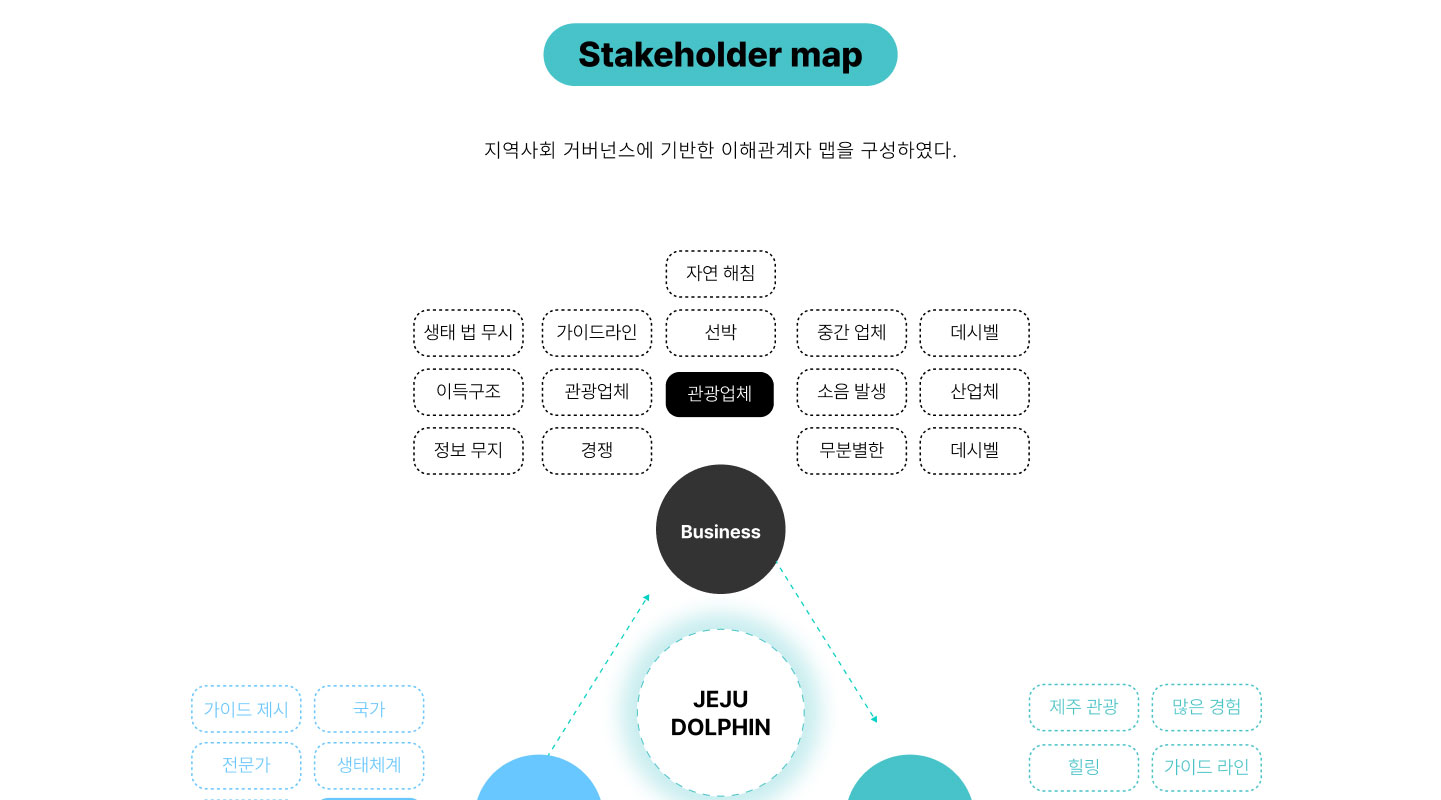 Stakeholder map
지역사회 거버넌스에 기반한 이해관계자 맵을 구성하였다.
자연 해침
생태 법 무시
가이드라인
선박
중간 업체
데시벨
이득구조
관광업체
관광업체
소음 발생
산업체
정보 무지
경쟁
무분별한
데시벨
Business
JEJU
DOLPHIN
가이드 제시
국가
제주 관광
많은 경험
전문가
생태체계
힐링
가이드 라인